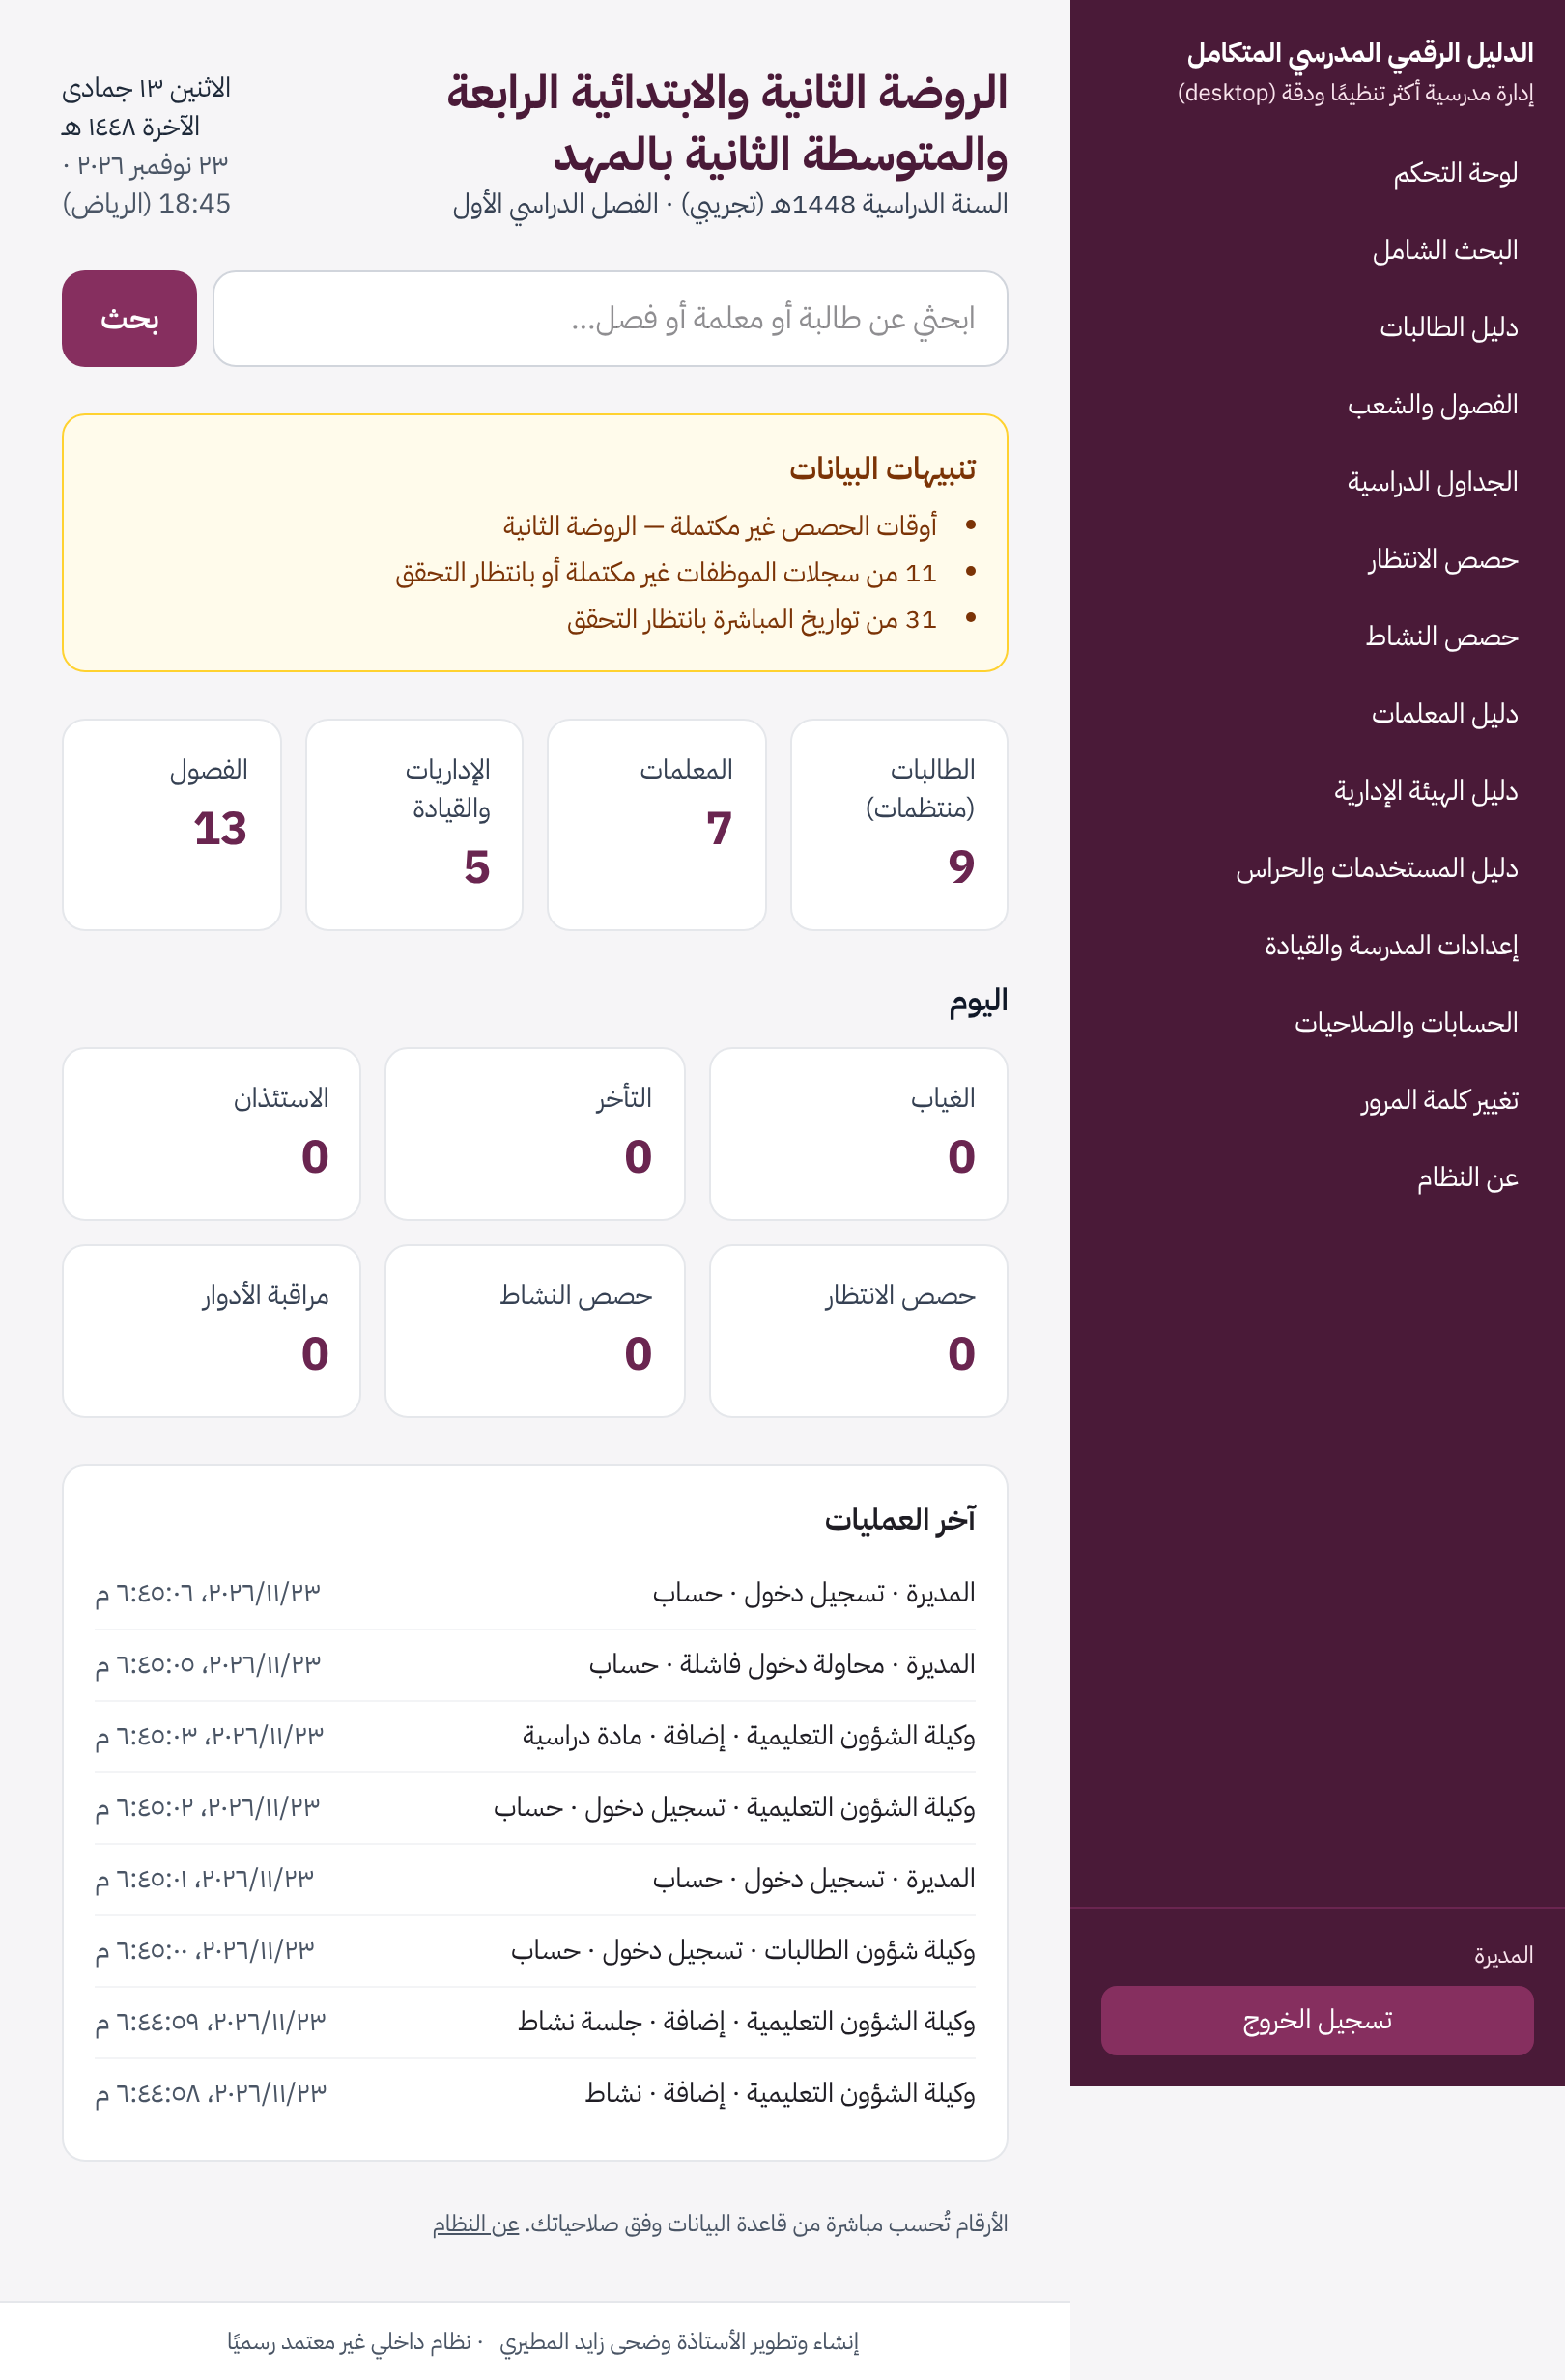 الدليل الرقمي المدرسي المتكامل
إدارة مدرسية أكثر تنظيمًا ودقة (desktop)
لوحة التحكم
البحث الشامل
دليل الطالبات
الفصول والشعب
الجداول الدراسية
حصص الانتظار
حصص النشاط
دليل المعلمات
دليل الهيئة الإدارية
دليل المستخدمات والحراس
إعدادات المدرسة والقيادة
الحسابات والصلاحيات
تغيير كلمة المرور
عن النظام
المديرة
تسجيل الخروج
الروضة الثانية والابتدائية الرابعة
والمتوسطة الثانية بالمهد
السنة الدراسية 1448هـ (تجريبي) · الفصل الدراسي الأول
الاثنين ١٣ جمادى
الآخرة ١٤٤٨ هـ
٢٣ نوفمبر ٢٠٢٦ ·
18:45 (الرياض)
ابحثي عن طالبة أو معلمة أو فصل...
بحث
تنبيهات البيانات
• أوقات الحصص غير مكتملة — الروضة الثانية
• 11 من سجلات الموظفات غير مكتملة أو بانتظار التحقق
• 31 من تواريخ المباشرة بانتظار التحقق
الطالبات
(منتظمات)
9
المعلمات
7
الإداريات
والقيادة
5
الفصول
13
اليوم
الغياب
0
التأخر
0
الاستئذان
0
حصص الانتظار
0
حصص النشاط
0
مراقبة الأدوار
0
آخر العمليات
المديرة · تسجيل دخول · حساب ٢٠٢٦/١١/٢٣، ٦:٤٥:٠٦ م
المديرة · محاولة دخول فاشلة · حساب ٢٠٢٦/١١/٢٣، ٦:٤٥:٠٥ م
وكيلة الشؤون التعليمية · إضافة · مادة دراسية ٢٠٢٦/١١/٢٣، ٦:٤٥:٠٣ م
وكيلة الشؤون التعليمية · تسجيل دخول · حساب ٢٠٢٦/١١/٢٣، ٦:٤٥:٠٢ م
المديرة · تسجيل دخول · حساب ٢٠٢٦/١١/٢٣، ٦:٤٥:٠١ م
وكيلة شؤون الطالبات · تسجيل دخول · حساب ٢٠٢٦/١١/٢٣، ٦:٤٥:٠٠ م
وكيلة الشؤون التعليمية · إضافة · جلسة نشاط ٢٠٢٦/١١/٢٣، ٦:٤٤:٥٩ م
وكيلة الشؤون التعليمية · إضافة · نشاط ٢٠٢٦/١١/٢٣، ٦:٤٤:٥٨ م
الأرقام تُحسب مباشرة من قاعدة البيانات وفق صلاحياتك. عن النظام
إنشاء وتطوير الأستاذة وضحى زايد المطيري · نظام داخلي غير معتمد رسميًا